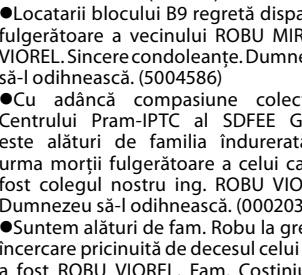 ●Locatarii blocului B9 regretă dispa
fulgerătoare a vecinului ROBU MIR
VIOREL. Sincere condoleanțe. Dumne
să-l odihnească. (5004586)
●Cu adâncă compasiune colec
Centrului Pram-IPTC al SDFEE G
este alături de familia îndurerata
urma morții fulgerătoare a celui ca
fost colegul nostru ing. ROBU VIO
Dumnezeu să-l odihnească. (000203
●Suntem alături de fam. Robu la gre
încercare pricinuită de decesul celui
a fost ROBU VIOREL. Fam. Costini